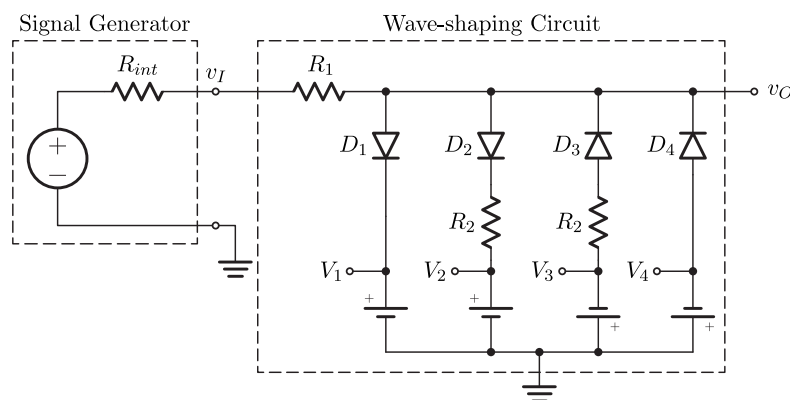 Signal Generator
Wave-shaping Circuit
R_int
v_I
R_1
v_O
+
−
D_1
D_2
D_3
D_4
R_2
R_2
V_1
V_2
V_3
V_4
+
+
+
+